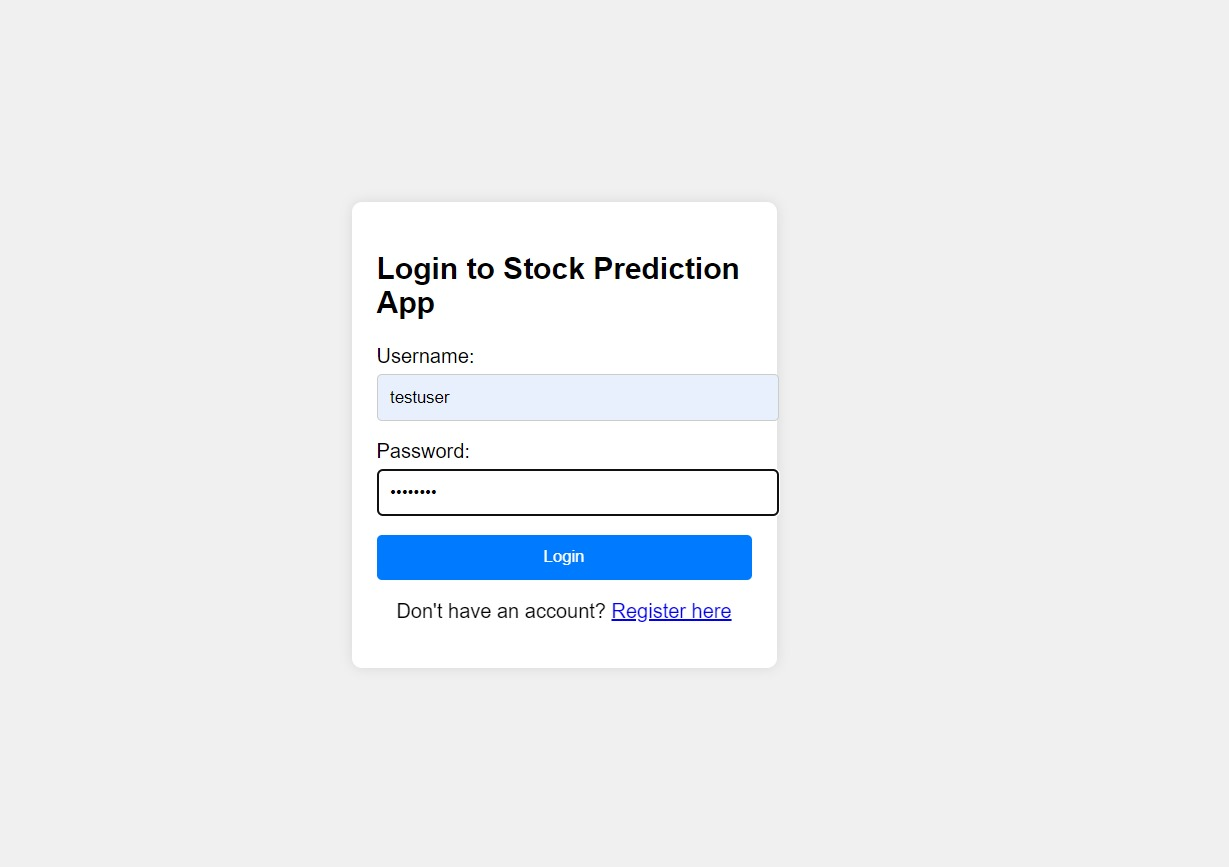 Login to Stock Prediction
App
Username:
testuser
Password:
••••••••
Login
Don't have an account? Register here